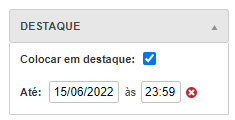 DESTAQUE
Colocar em destaque:
Até: 15/06/2022 às 23:59